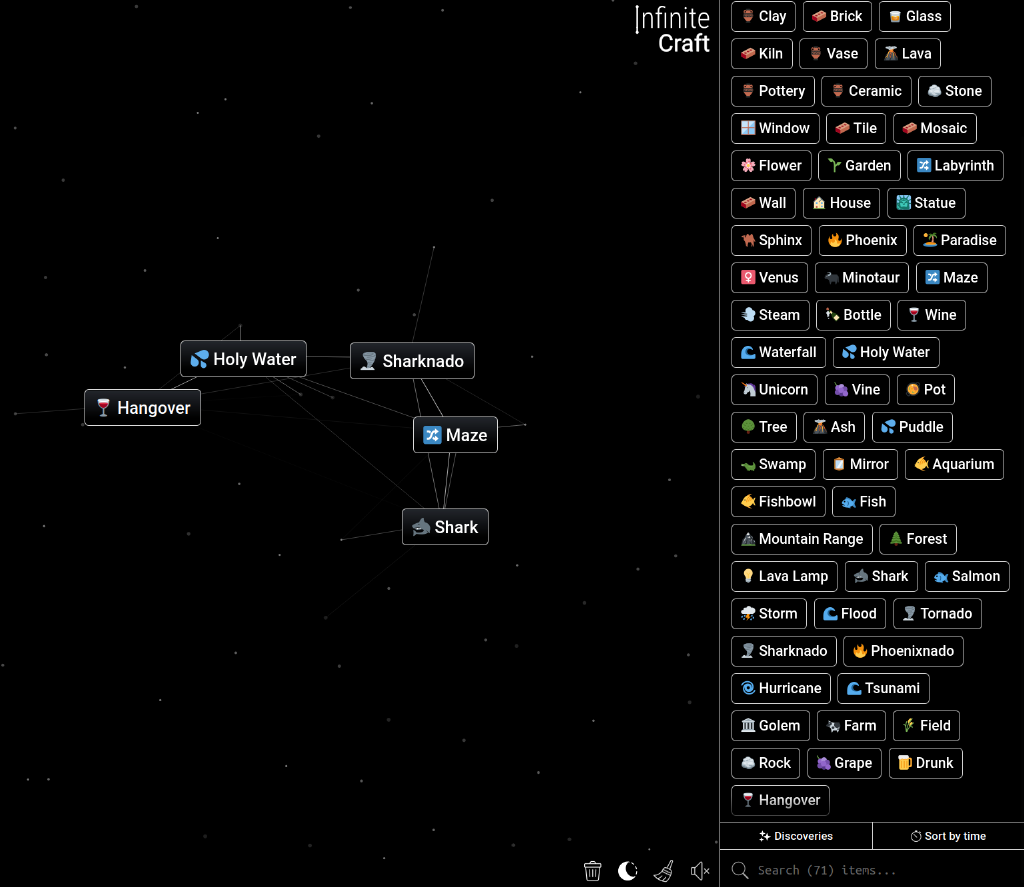 Infinite
Craft
Holy Water
Sharknado
Hangover
Maze
Shark
Clay Brick Glass
Kiln Vase Lava
Pottery Ceramic Stone
Window Tile Mosaic
Flower Garden Labyrinth
Wall House Statue
Sphinx Phoenix Paradise
Venus Minotaur Maze
Steam Bottle Wine
Waterfall Holy Water
Unicorn Vine Pot
Tree Ash Puddle
Swamp Mirror Aquarium
Fishbowl Fish
Mountain Range Forest
Lava Lamp Shark Salmon
Storm Flood Tornado
Sharknado Phoenixnado
Hurricane Tsunami
Golem Farm Field
Rock Grape Drunk
Hangover
Discoveries Sort by time
Search (71) items...